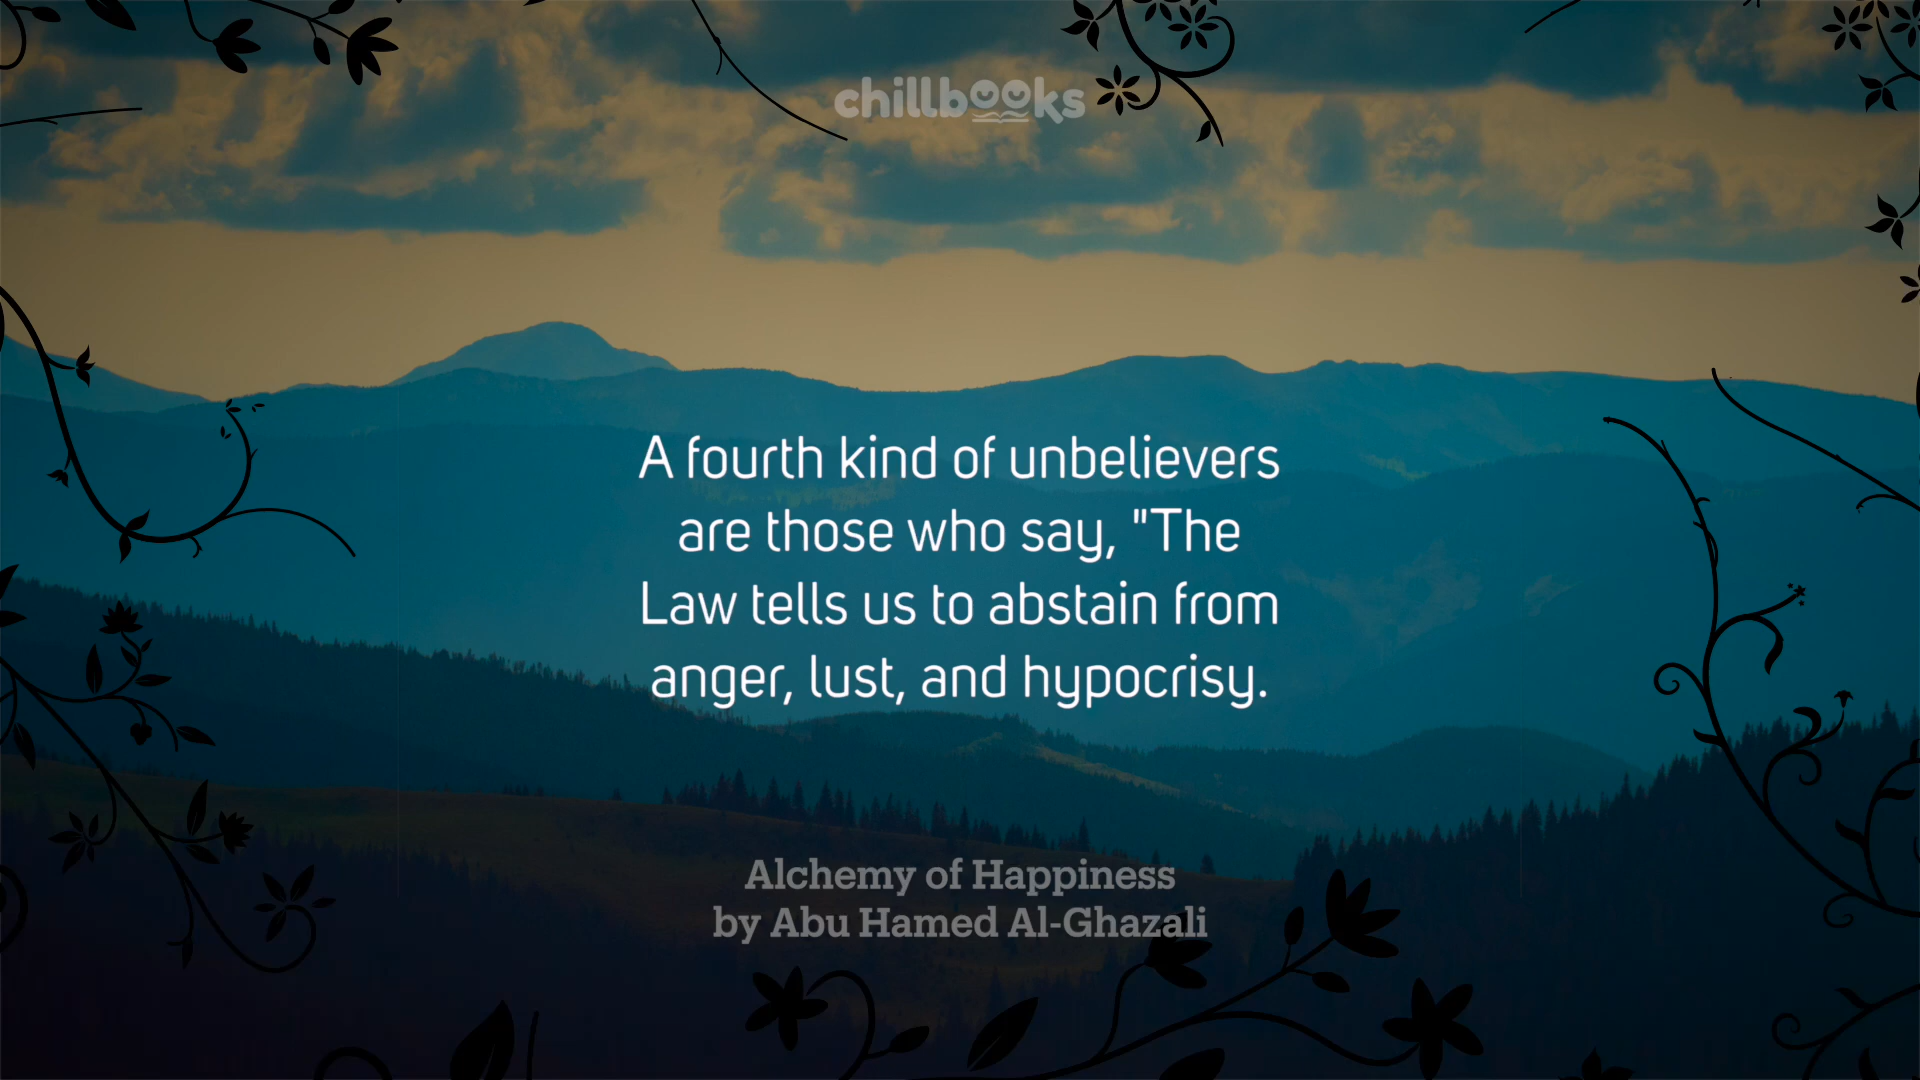 chillbooks
A fourth kind of unbelievers
are those who say, "The
Law tells us to abstain from
anger, lust, and hypocrisy.
Alchemy of Happiness
by Abu Hamed Al-Ghazali